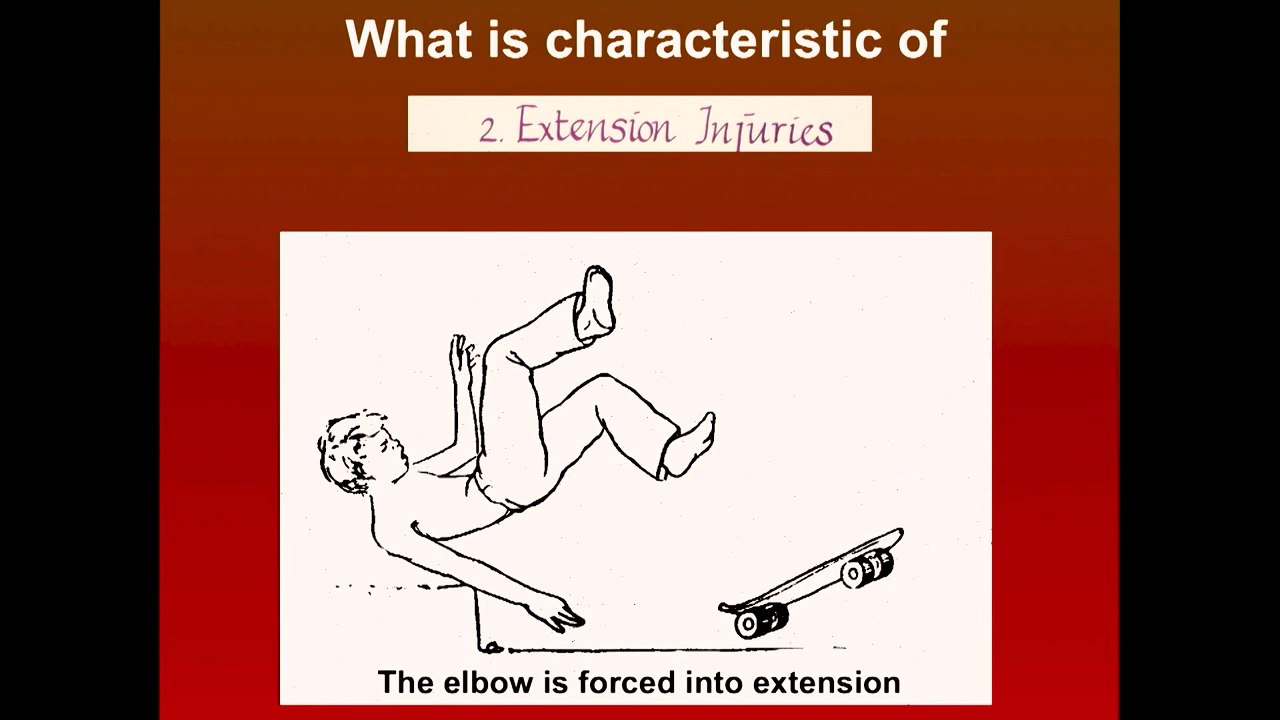 What is characteristic of
2. Extension Injuries
The elbow is forced into extension